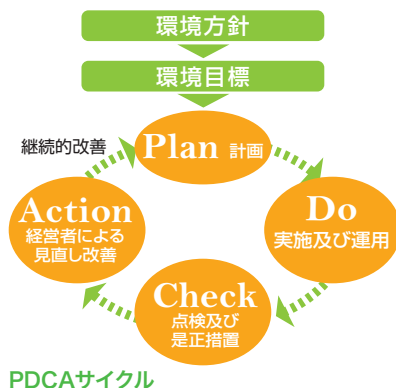 環境方針
環境目標
継続的改善
Plan 計画
Do
実施及び運用
Check
点検及び
是正措置
Action
経営者による
見直し改善
PDCAサイクル